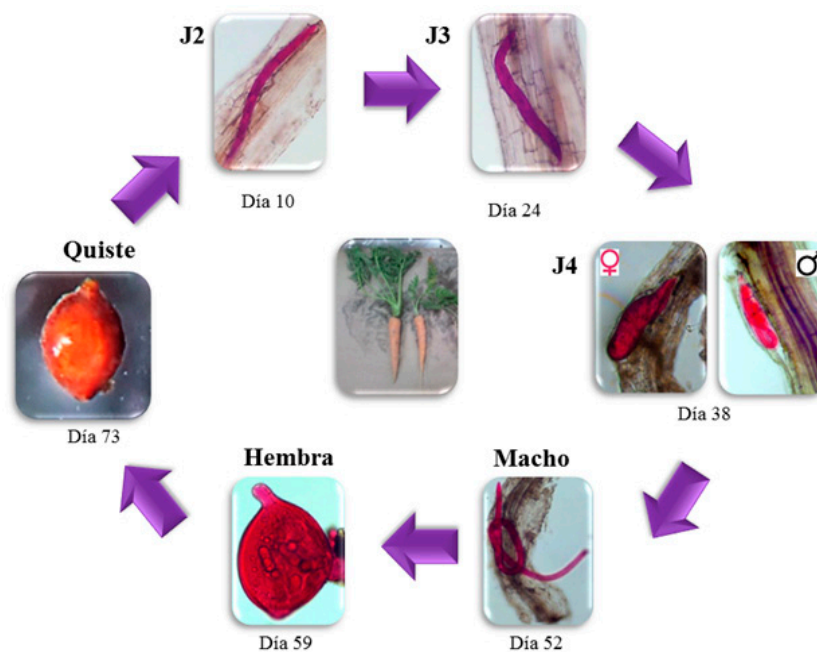 J2
Día 10
J3
Día 24
J4
♀
♂
Día 38
Macho
Día 52
Hembra
Día 59
Quiste
Día 73